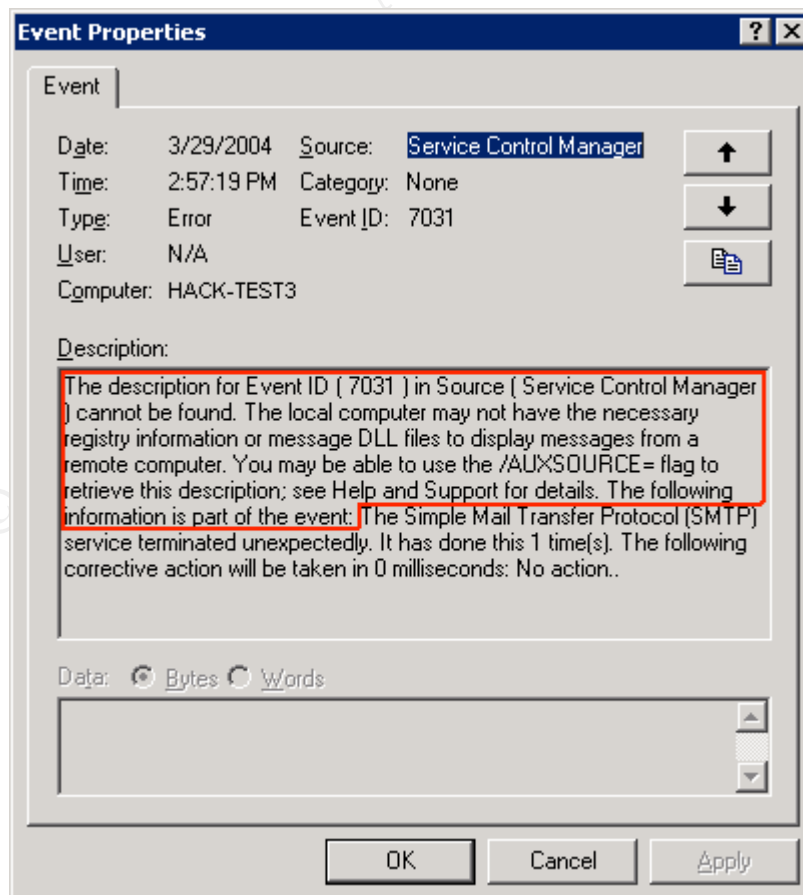 Event Properties
Event
Date: 3/29/2004 Source: Service Control Manager
Time: 2:57:19 PM Category: None
Type: Error Event ID: 7031
User: N/A
Computer: HACK-TEST3
Description:
The description for Event ID ( 7031 ) in Source ( Service Control Manager
) cannot be found. The local computer may not have the necessary
registry information or message DLL files to display messages from a
remote computer. You may be able to use the /AUXSOURCE= flag to
retrieve this description; see Help and Support for details. The following
information is part of the event: The Simple Mail Transfer Protocol (SMTP)
service terminated unexpectedly. It has done this 1 time(s). The following
corrective action will be taken in 0 milliseconds: No action..
Data: Bytes Words
OK Cancel Apply